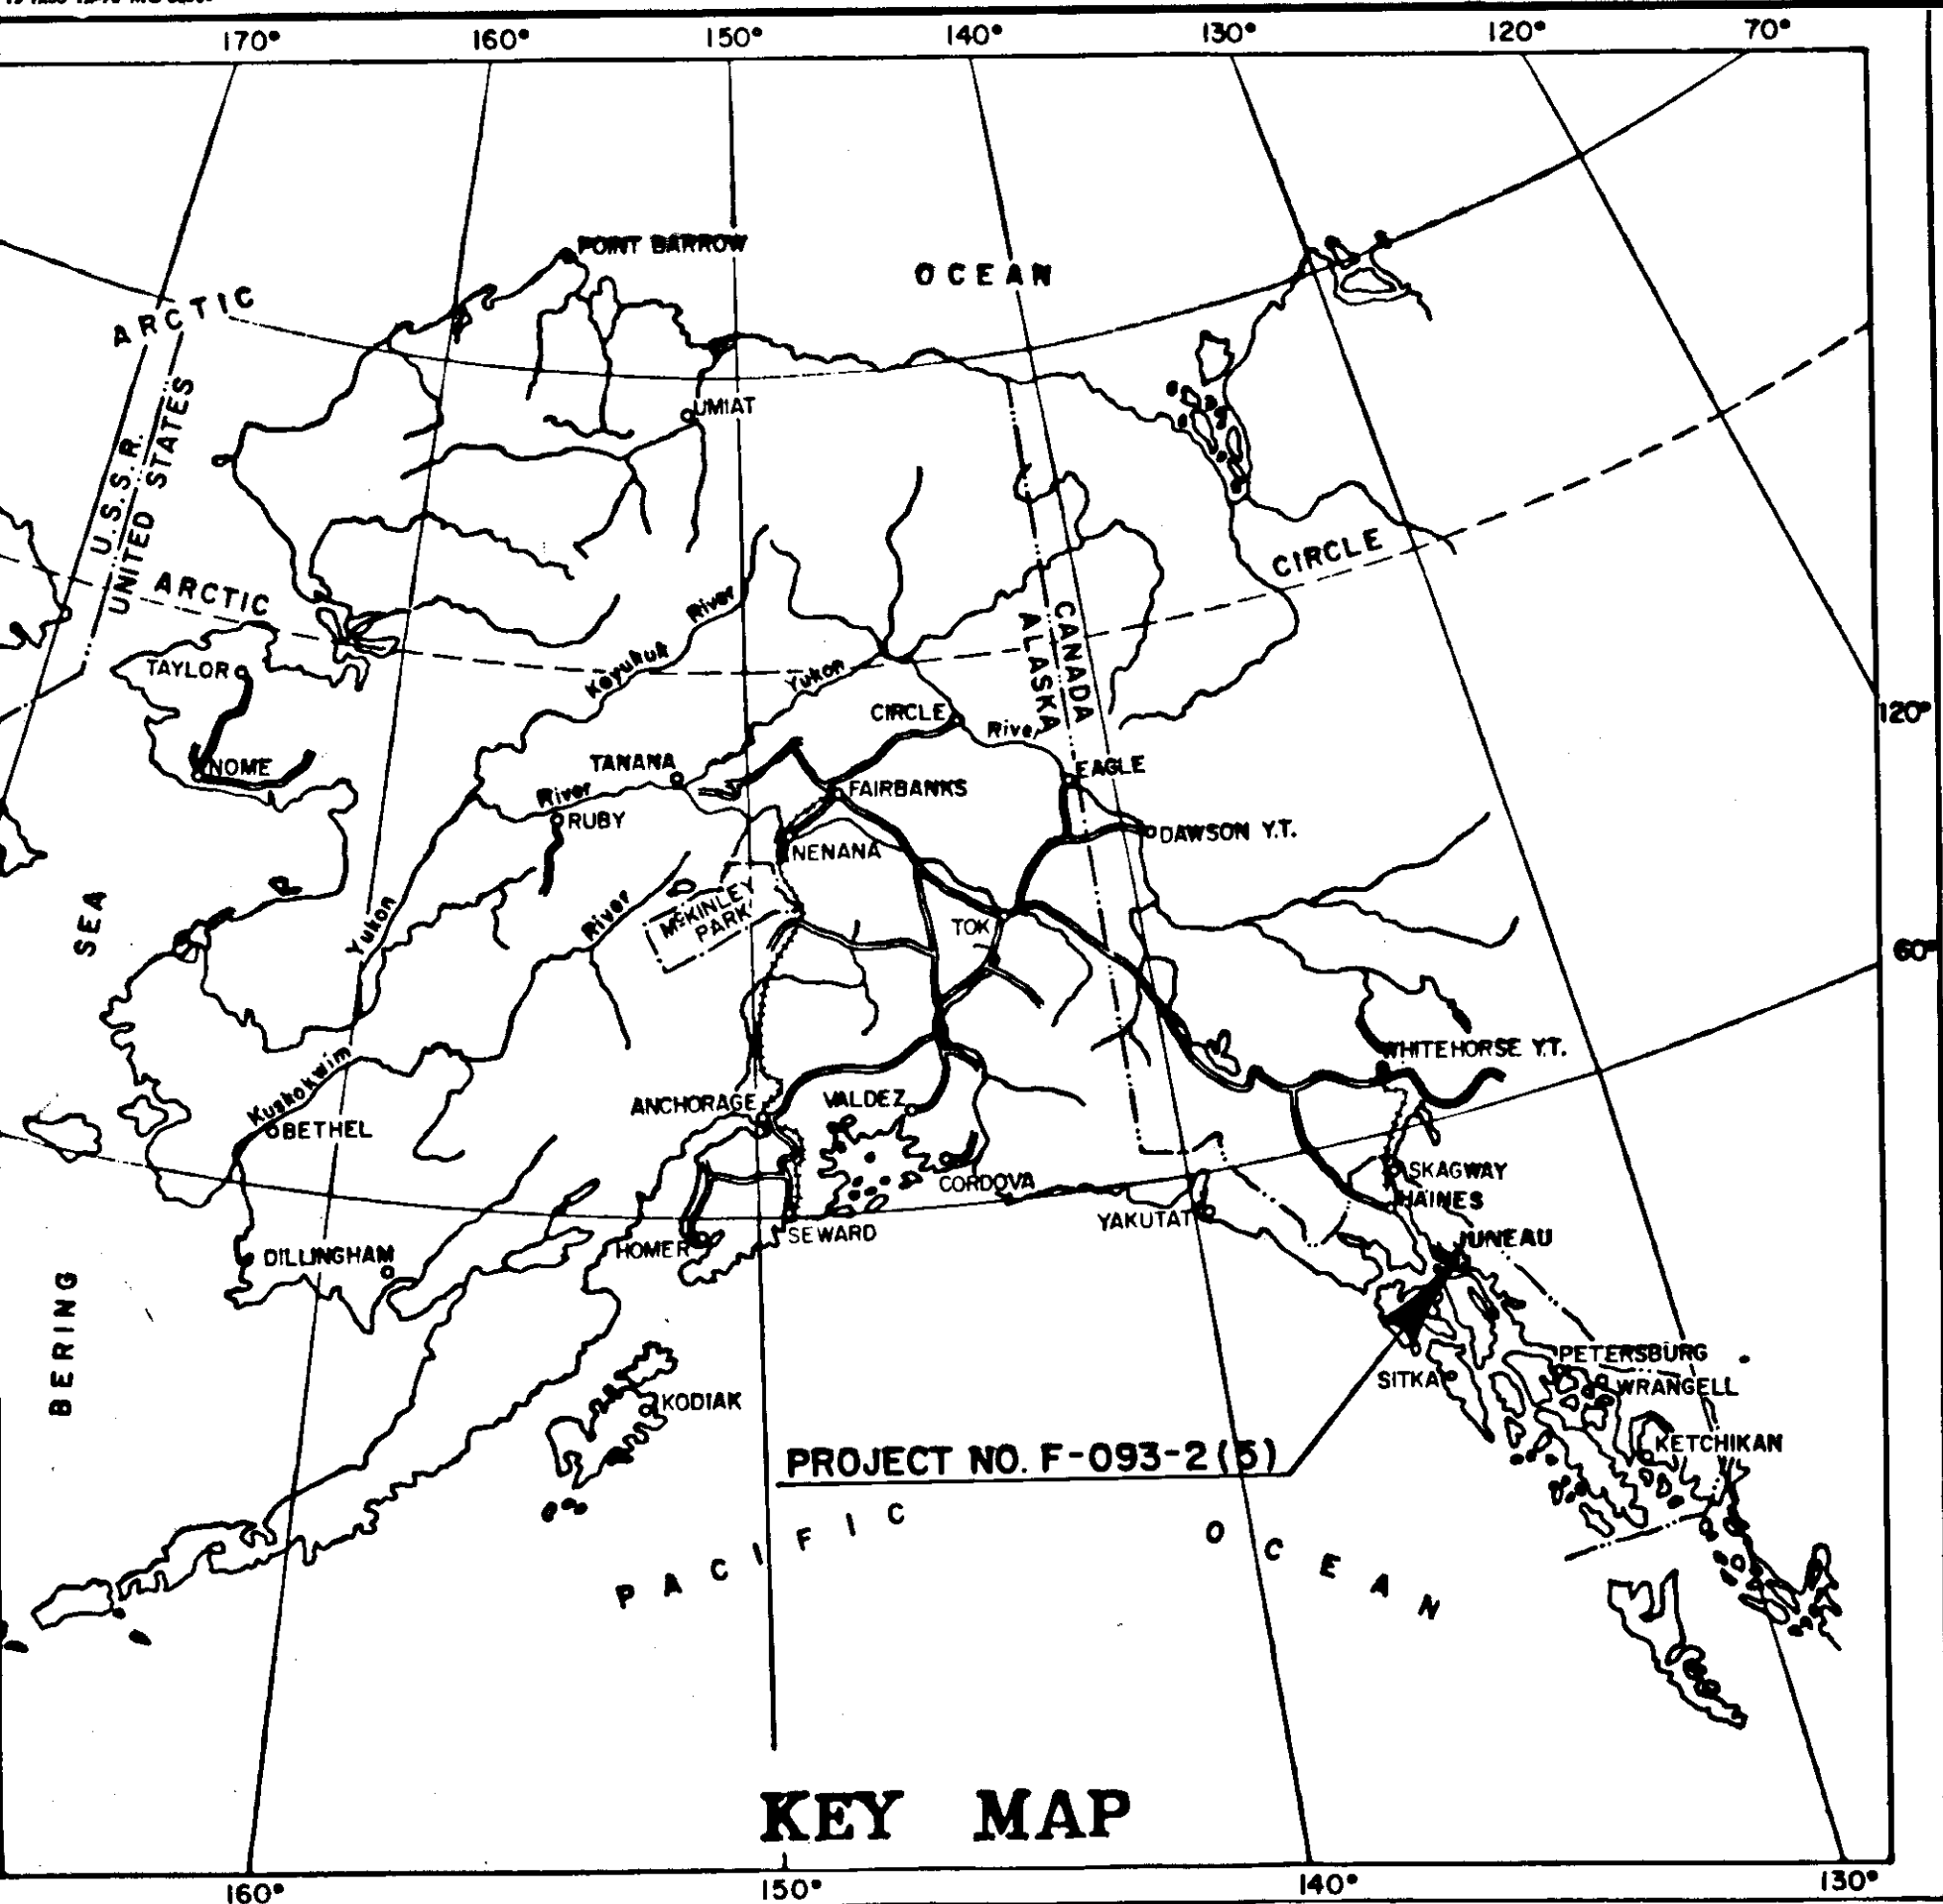 170° 160° 150° 140° 130° 120° 70°
POINT BARROW
OCEAN
ARCTIC
UMIAT
U.S.S.R.
UNITED STATES
CIRCLE
ARCTIC
River
Koyukuk
CANADA
ALASKA
TAYLOR
Yukon
CIRCLE
River
120°
NOME
TANANA
EAGLE
River
FAIRBANKS
RUBY
DAWSON Y.T.
NENANA
McKINLEY
PARK
River
SEA
Yukon
TOK
60°
WHITEHORSE Y.T.
Kuskokwim
ANCHORAGE
VALDEZ
BETHEL
SKAGWAY
CORDOVA
HAINES
YAKUTAT
SEWARD
JUNEAU
HOMER
DILLINGHAM
BERING
PETERSBURG
SITKA
WRANGELL
KODIAK
KETCHIKAN
PROJECT NO. F-093-2(5)
PACIFIC
OCEAN
KEY MAP
160° 150° 140° 130°